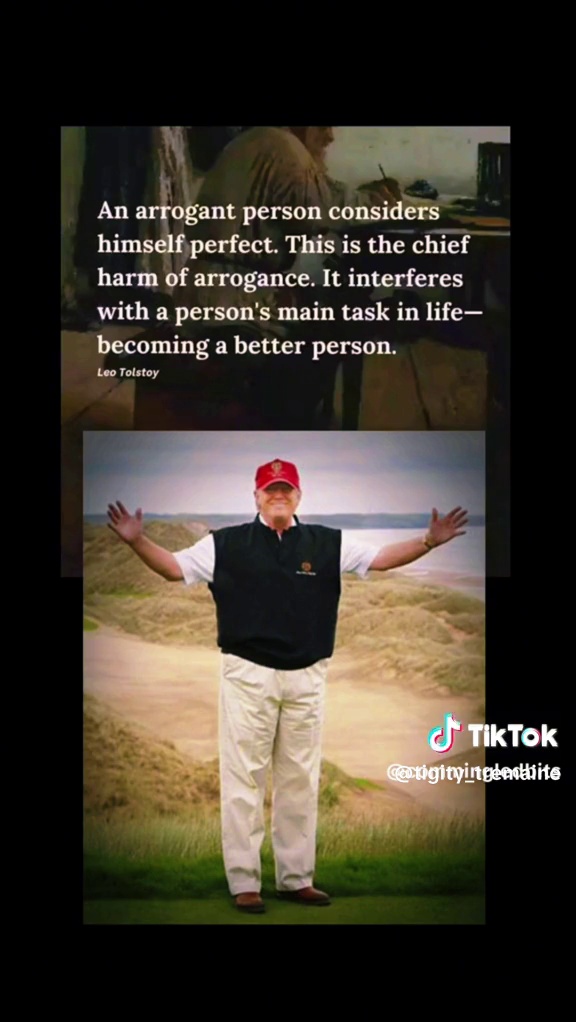 An arrogant person considers
himself perfect. This is the chief
harm of arrogance. It interferes
with a person's main task in life—
becoming a better person.
Leo Tolstoy
TikTok